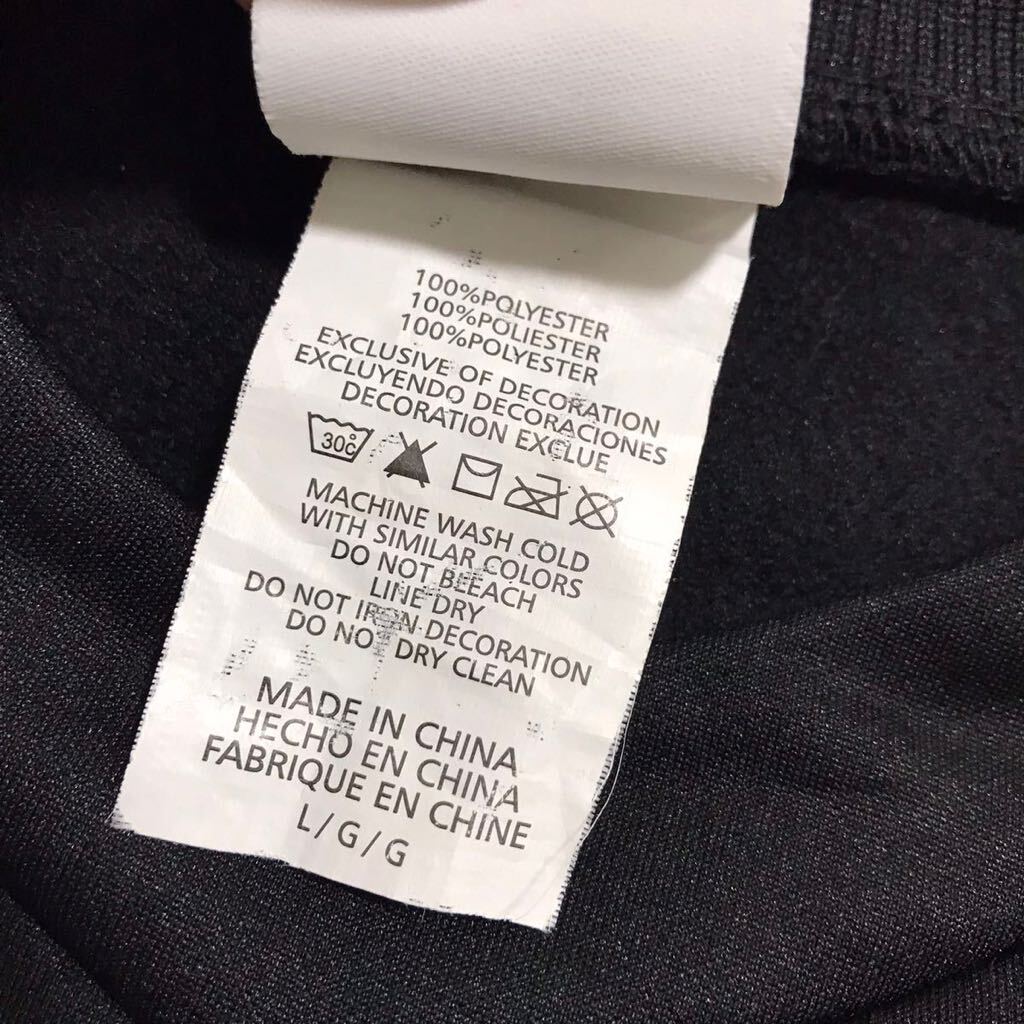 100%POLYESTER
100%POLIESTER
100%POLYESTER
EXCLUSIVE OF DECORATION
EXCLUYENDO DECORACIONES
DECORATION EXCLUE
30c
MACHINE WASH COLD
WITH SIMILAR COLORS
DO NOT BLEACH
LINE DRY
DO NOT IRON DECORATION
DO NOT DRY CLEAN
MADE IN CHINA
HECHO EN CHINA
FABRIQUE EN CHINE
L/G/G